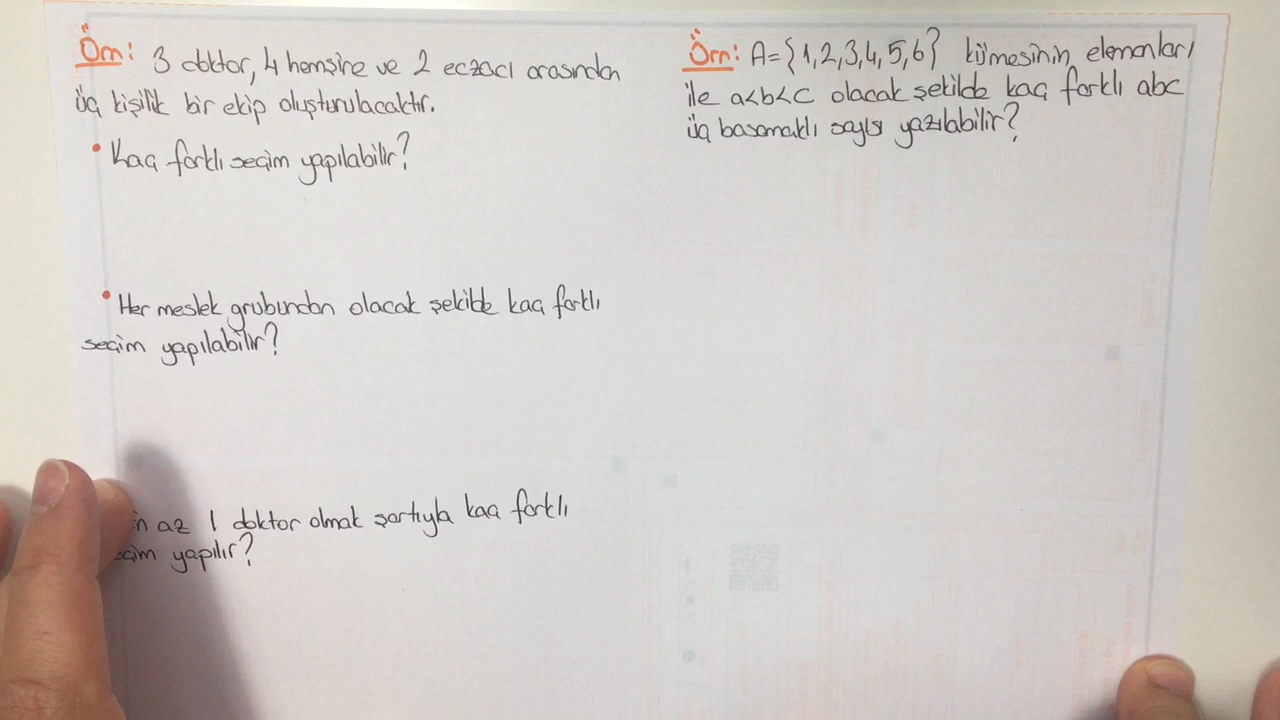 Örn: 3 doktor, 4 hemşire ve 2 eczacı arasından
üç kişilik bir ekip oluşturulacaktır.
• Kaç farklı seçim yapılabilir?
• Her meslek grubundan olacak şekilde kaç farklı
seçim yapılabilir?
az 1 doktor olmak şartıyla kaç farklı
yapılır?
Örn: A={1,2,3,4,5,6} kümesinin elemanları
ile a<b<c olacak şekilde kaç farklı abc
üç basamaklı sayısı yazılabilir?